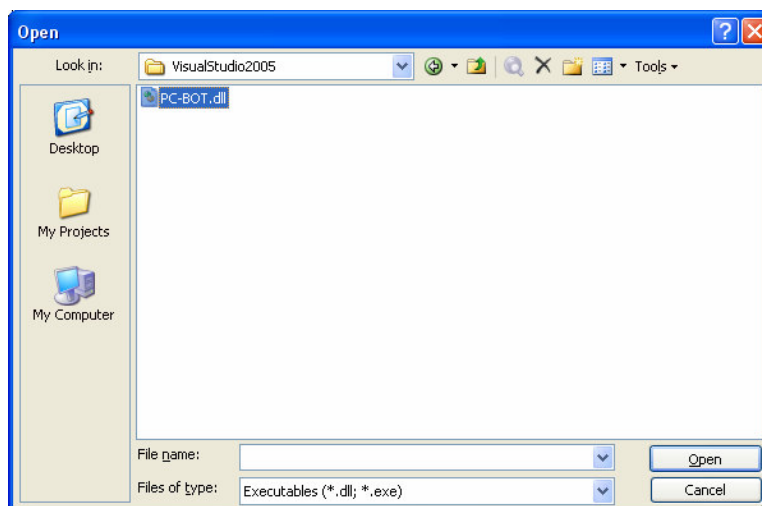 Open
Look in: VisualStudio2005 Tools
PC-BOT.dll
Desktop
My Projects
My Computer
File name: Open
Files of type: Executables (*.dll; *.exe) Cancel